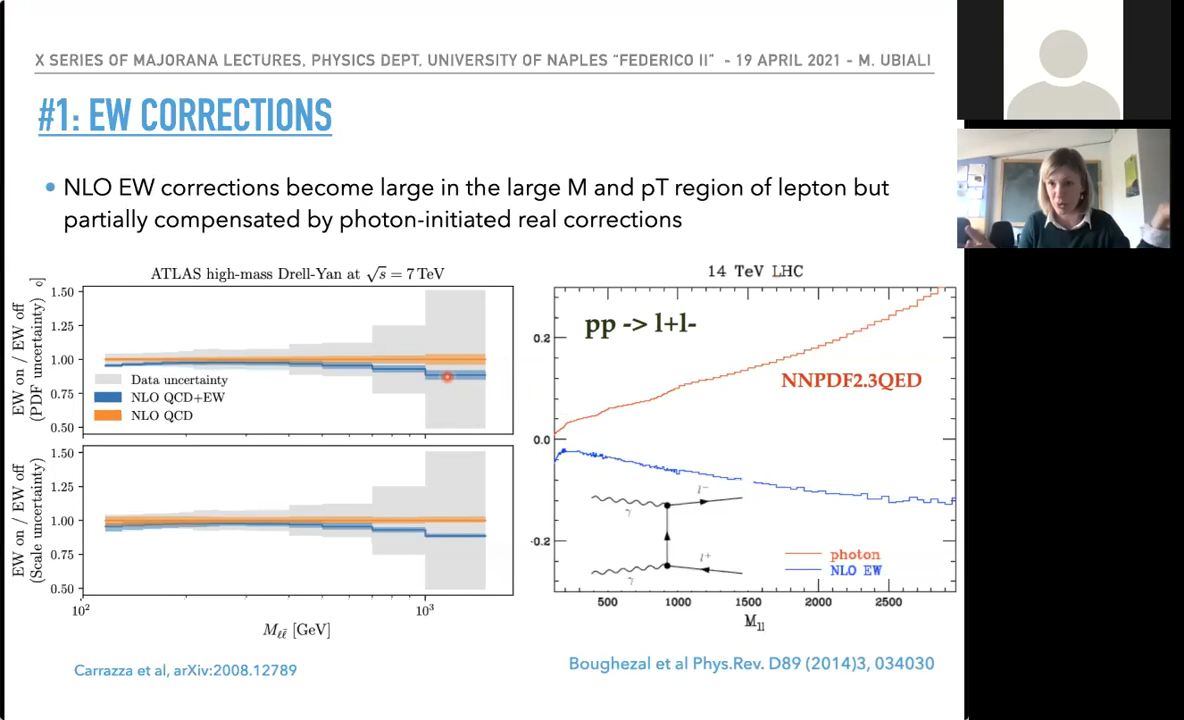 X SERIES OF MAJORANA LECTURES, PHYSICS DEPT, UNIVERSITY OF NAPLES "FEDERICO II" - 19 APRIL 2021 - M. UBIALI
#1: EW CORRECTIONS
• NLO EW corrections become large in the large M and pT region of lepton but
partially compensated by photon-initiated real corrections
ATLAS high-mass Drell-Yan at √s = 7 TeV
EW on / EW off
(PDF uncertainty)
1.50
1.25
1.00
0.75
0.50
Data uncertainty
NLO QCD+EW
NLO QCD
EW on / EW off
(Scale uncertainty)
1.50
1.25
1.00
0.75
0.50
10²
10³
M_{ℓℓ̄} [GeV]
Carrazza et al, arXiv:2008.12789
14 TeV LHC
pp -> l+l-
NNPDF2.3QED
0.2
0.0
-0.2
γ
l⁻
γ
l⁺
photon
NLO EW
500 1000 1500 2000 2500
M_{ll}
Boughezal et al Phys.Rev. D89 (2014)3, 034030